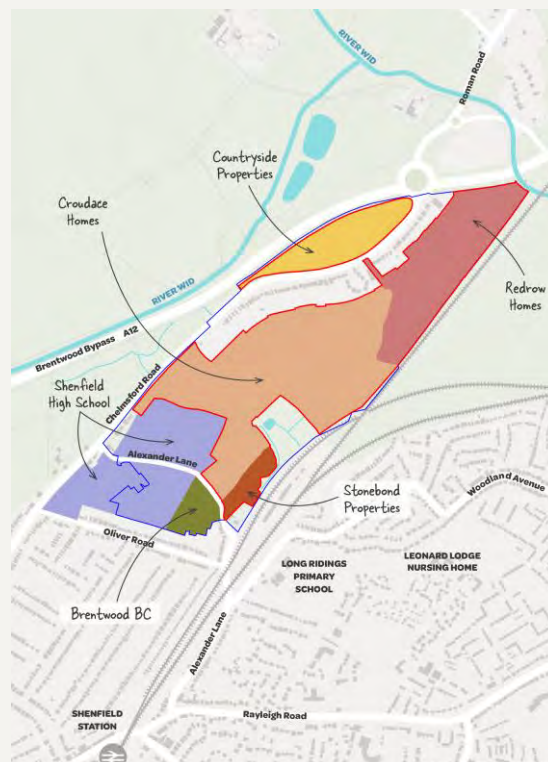 RIVER WID
Roman Road
Countryside
Properties
Croudace
Homes
Redrow
Homes
RIVER WID
Brentwood Bypass A12
Shenfield
High School
Chelmsford Road
Alexander Lane
Stonebond
Properties
Woodland Avenue
Oliver Road
LONG RIDINGS
PRIMARY
SCHOOL
LEONARD LODGE
NURSING HOME
Brentwood BC
Alexander Lane
SHENFIELD
STATION
Rayleigh Road